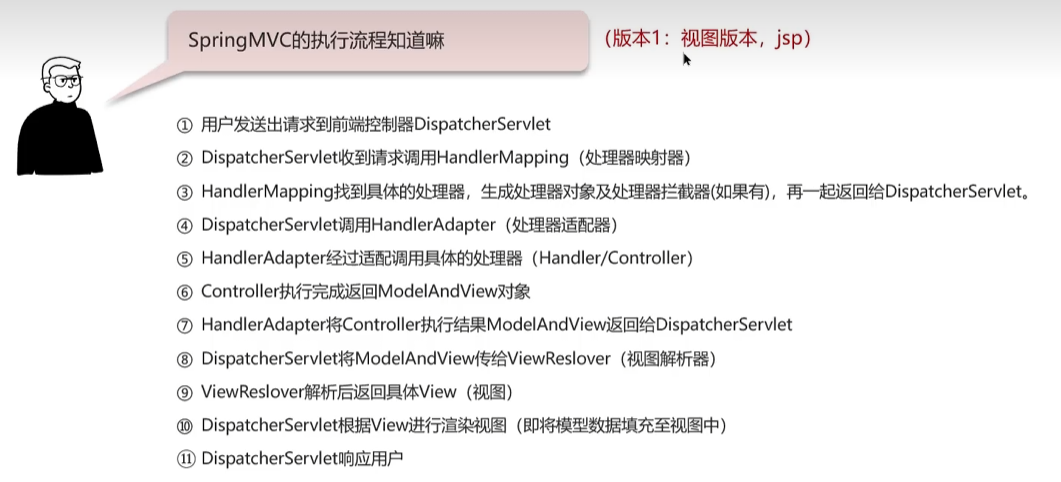 SpringMVC的执行流程知道嘛
（版本1：视图版本，jsp）
① 用户发送出请求到前端控制器DispatcherServlet
② DispatcherServlet收到请求调用HandlerMapping（处理器映射器）
③ HandlerMapping找到具体的处理器，生成处理器对象及处理器拦截器(如果有)，再一起返回给DispatcherServlet。
④ DispatcherServlet调用HandlerAdapter（处理器适配器）
⑤ HandlerAdapter经过适配调用具体的处理器（Handler/Controller）
⑥ Controller执行完成返回ModelAndView对象
⑦ HandlerAdapter将Controller执行结果ModelAndView返回给DispatcherServlet
⑧ DispatcherServlet将ModelAndView传给ViewReslover（视图解析器）
⑨ ViewReslover解析后返回具体View（视图）
⑩ DispatcherServlet根据View进行渲染视图（即将模型数据填充至视图中）
⑪ DispatcherServlet响应用户